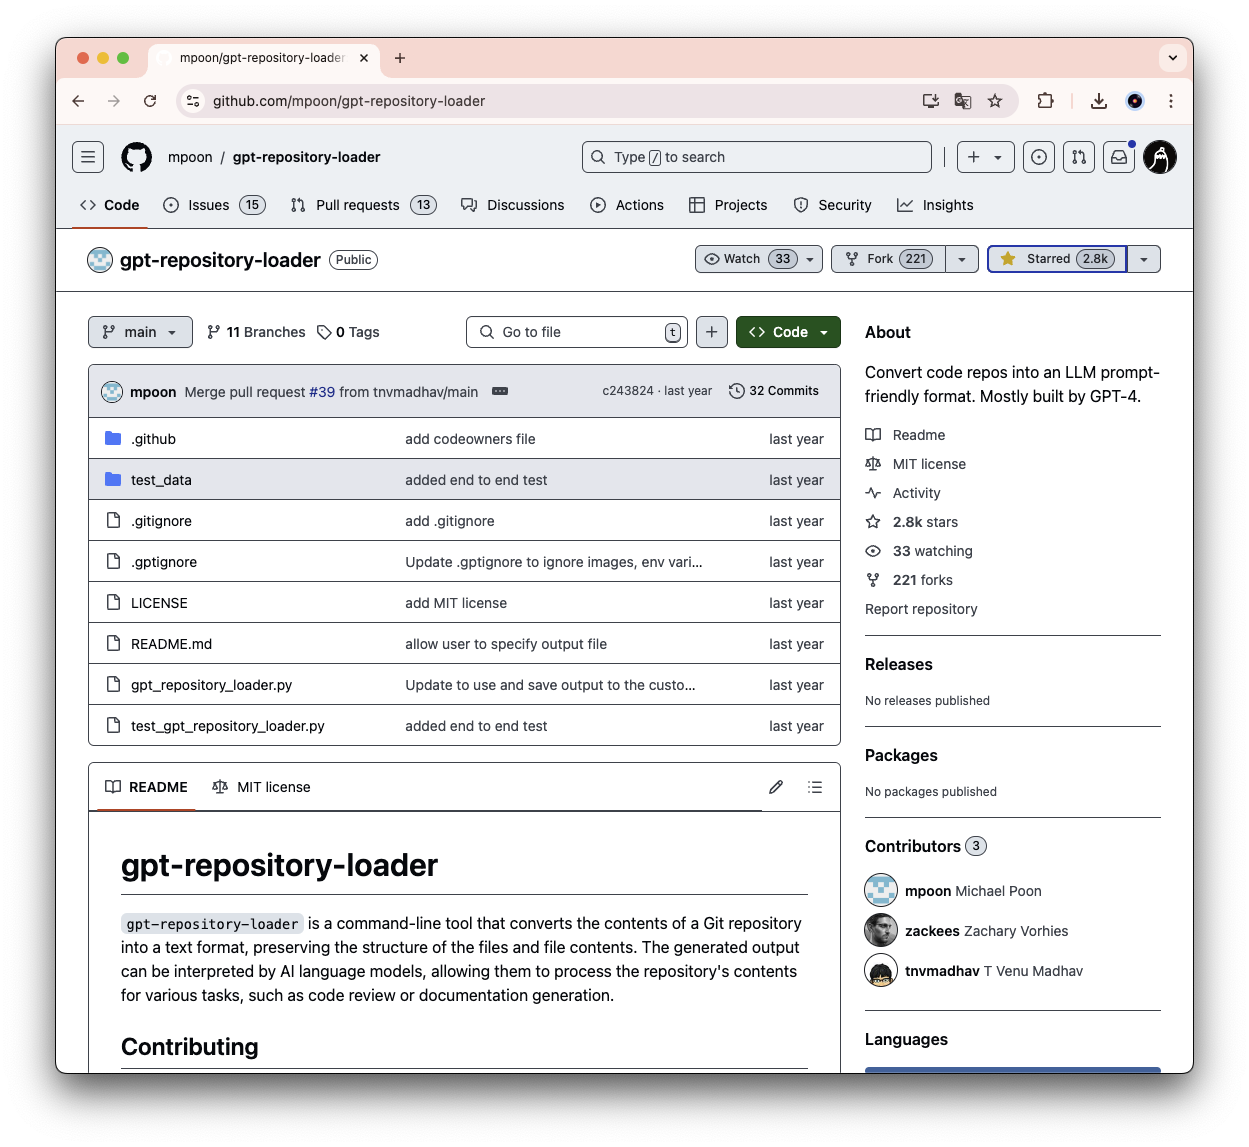 mpoon/gpt-repository-loader
github.com/mpoon/gpt-repository-loader
mpoon / gpt-repository-loader
Type / to search
Code
Issues 15
Pull requests 13
Discussions
Actions
Projects
Security
Insights
gpt-repository-loader Public
Watch 33
Fork 221
Starred 2.8k
main
11 Branches
0 Tags
Go to file t
Code
mpoon Merge pull request #39 from tnvmadhav/main
c243824 · last year
32 Commits
.github add codeowners file last year
test_data added end to end test last year
.gitignore add .gitignore last year
.gptignore Update .gptignore to ignore images, env vari... last year
LICENSE add MIT license last year
README.md allow user to specify output file last year
gpt_repository_loader.py Update to use and save output to the custo... last year
test_gpt_repository_loader.py added end to end test last year
README
MIT license
gpt-repository-loader
gpt-repository-loader is a command-line tool that converts the contents of a Git repository
into a text format, preserving the structure of the files and file contents. The generated output
can be interpreted by AI language models, allowing them to process the repository's contents
for various tasks, such as code review or documentation generation.
Contributing
About
Convert code repos into an LLM prompt-
friendly format. Mostly built by GPT-4.
Readme
MIT license
Activity
2.8k stars
33 watching
221 forks
Report repository
Releases
No releases published
Packages
No packages published
Contributors 3
mpoon Michael Poon
zackees Zachary Vorhies
tnvmadhav T Venu Madhav
Languages